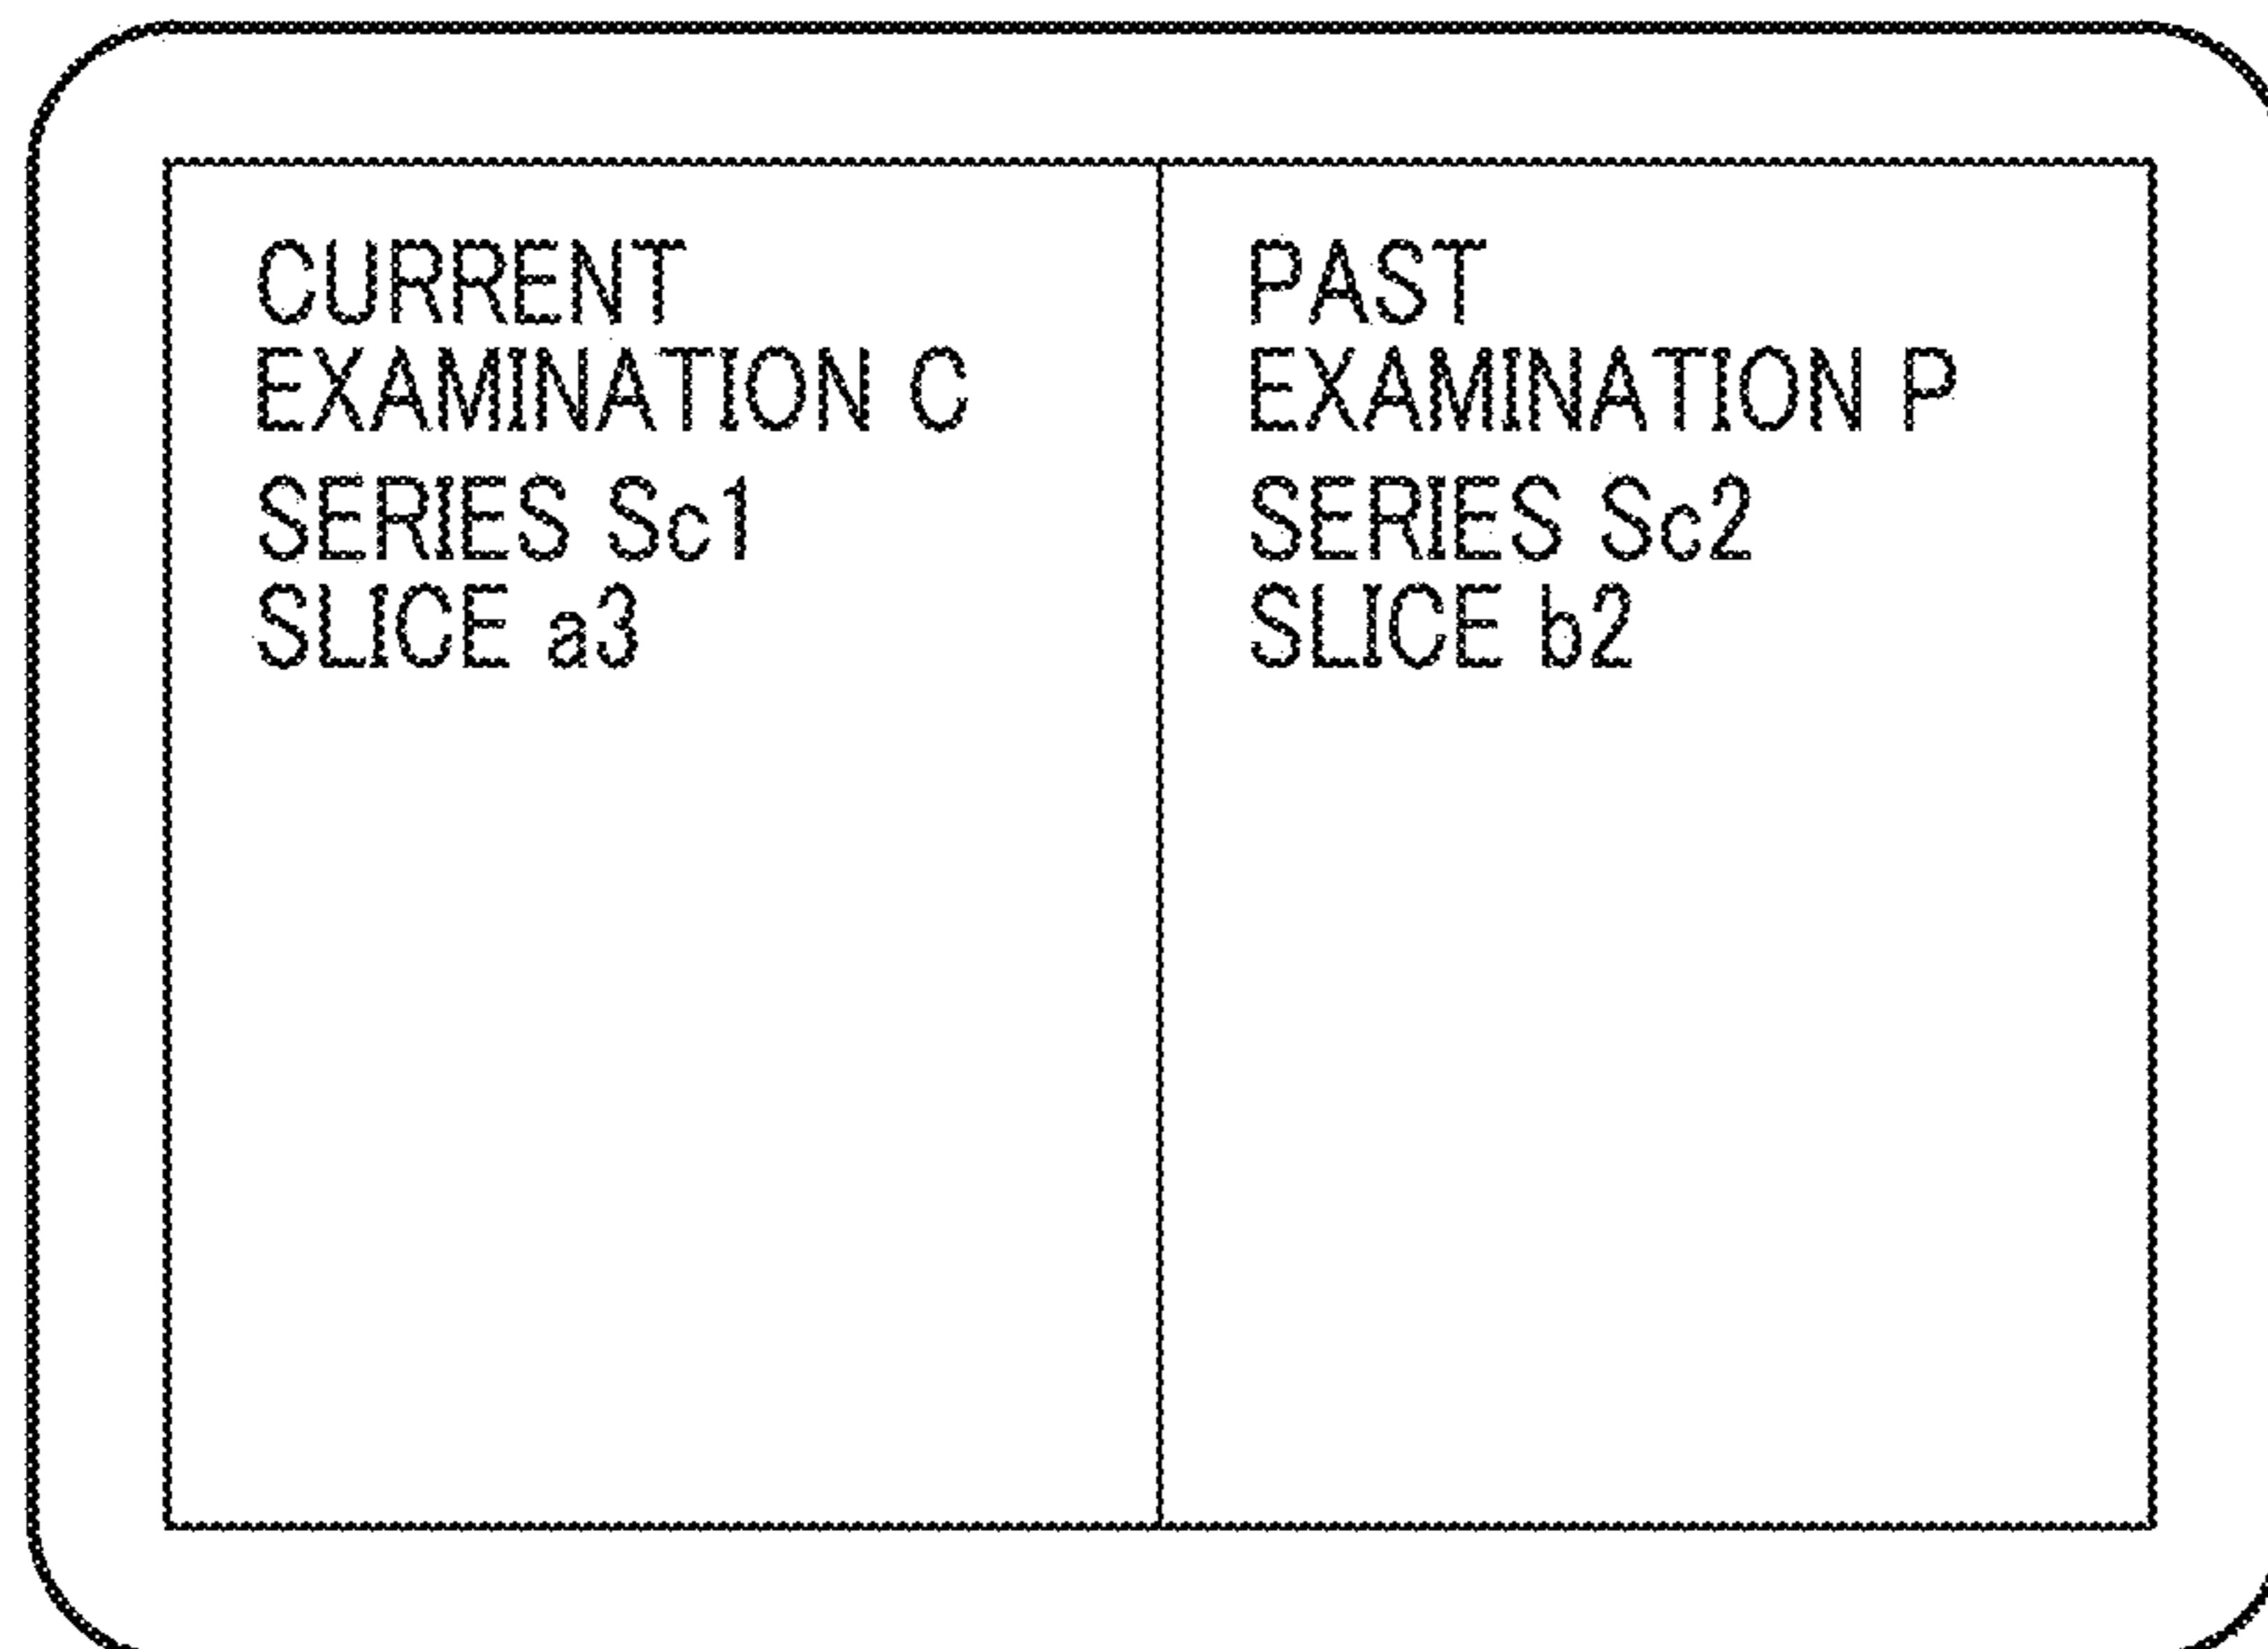 CURRENT
EXAMINATION C
SERIES Sc1
SLICE a3
PAST
EXAMINATION P
SERIES Sc2
SLICE b2